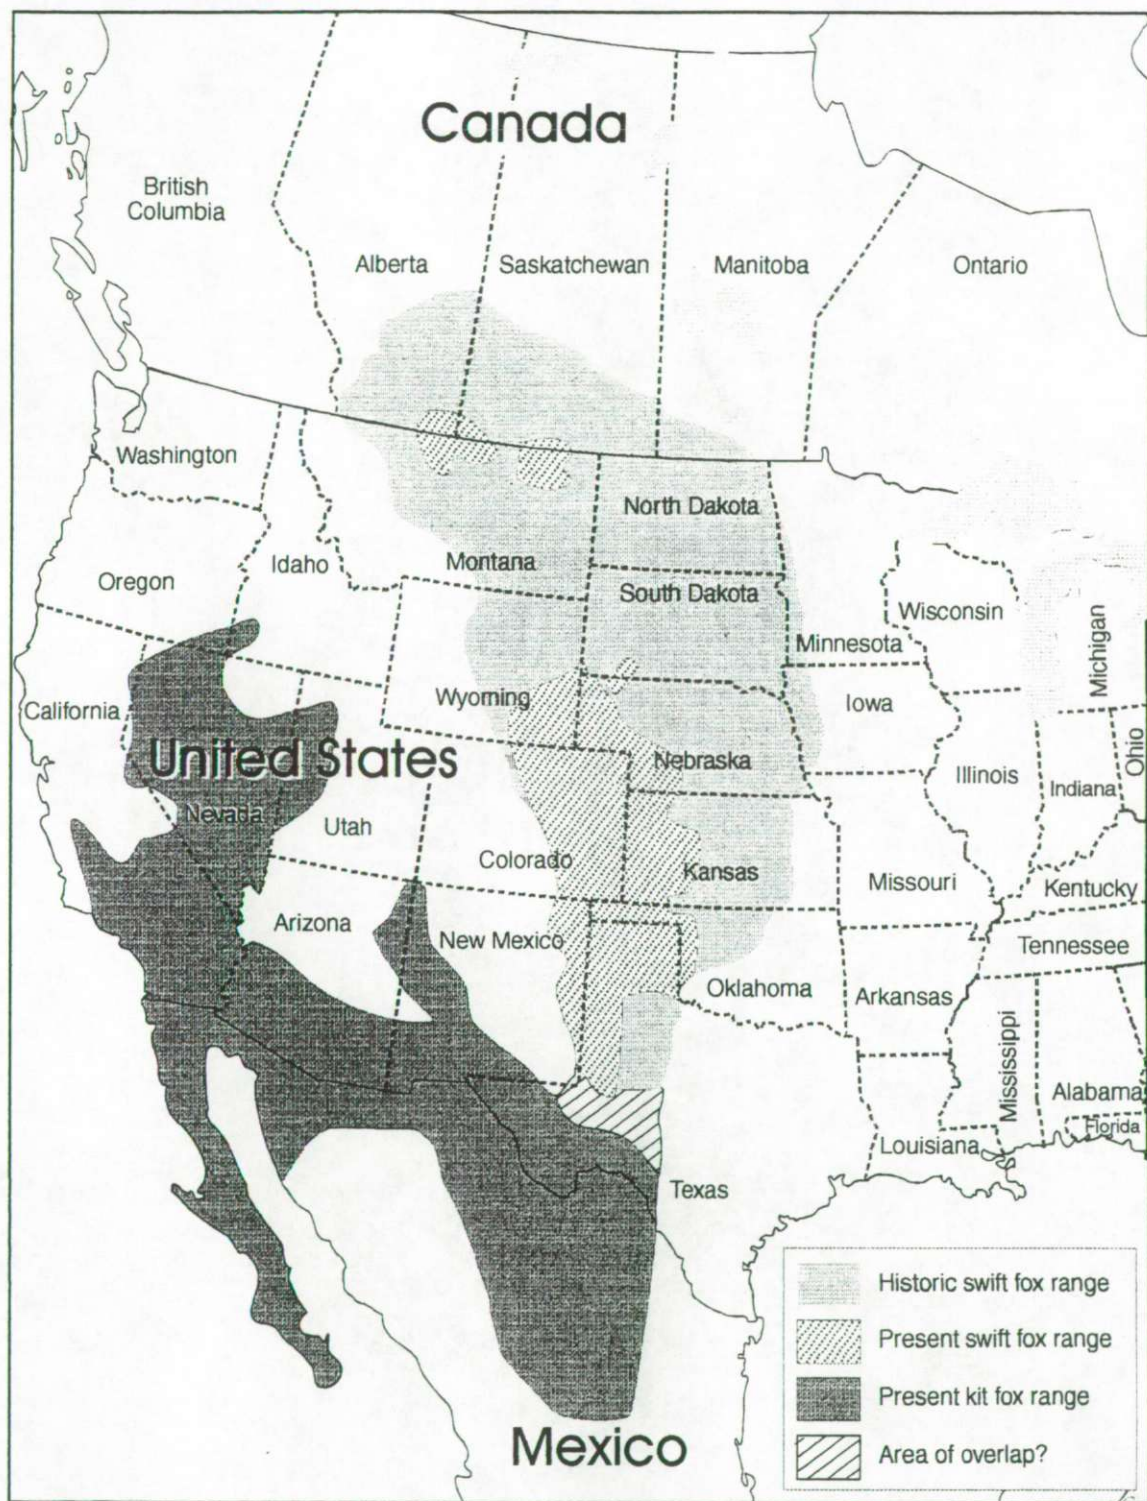 Canada
British
Columbia
Alberta
Saskatchewan
Manitoba
Ontario
Washington
North Dakota
Montana
Idaho
Oregon
South Dakota
Wisconsin
Minnesota
Michigan
Wyoming
Iowa
California
United States
Nebraska
Illinois
Indiana
Ohio
Nevada
Utah
Colorado
Kansas
Missouri
Kentucky
Arizona
New Mexico
Tennessee
Oklahoma
Arkansas
Mississippi
Alabama
Florida
Louisiana
Texas
Mexico
Historic swift fox range
Present swift fox range
Present kit fox range
Area of overlap?